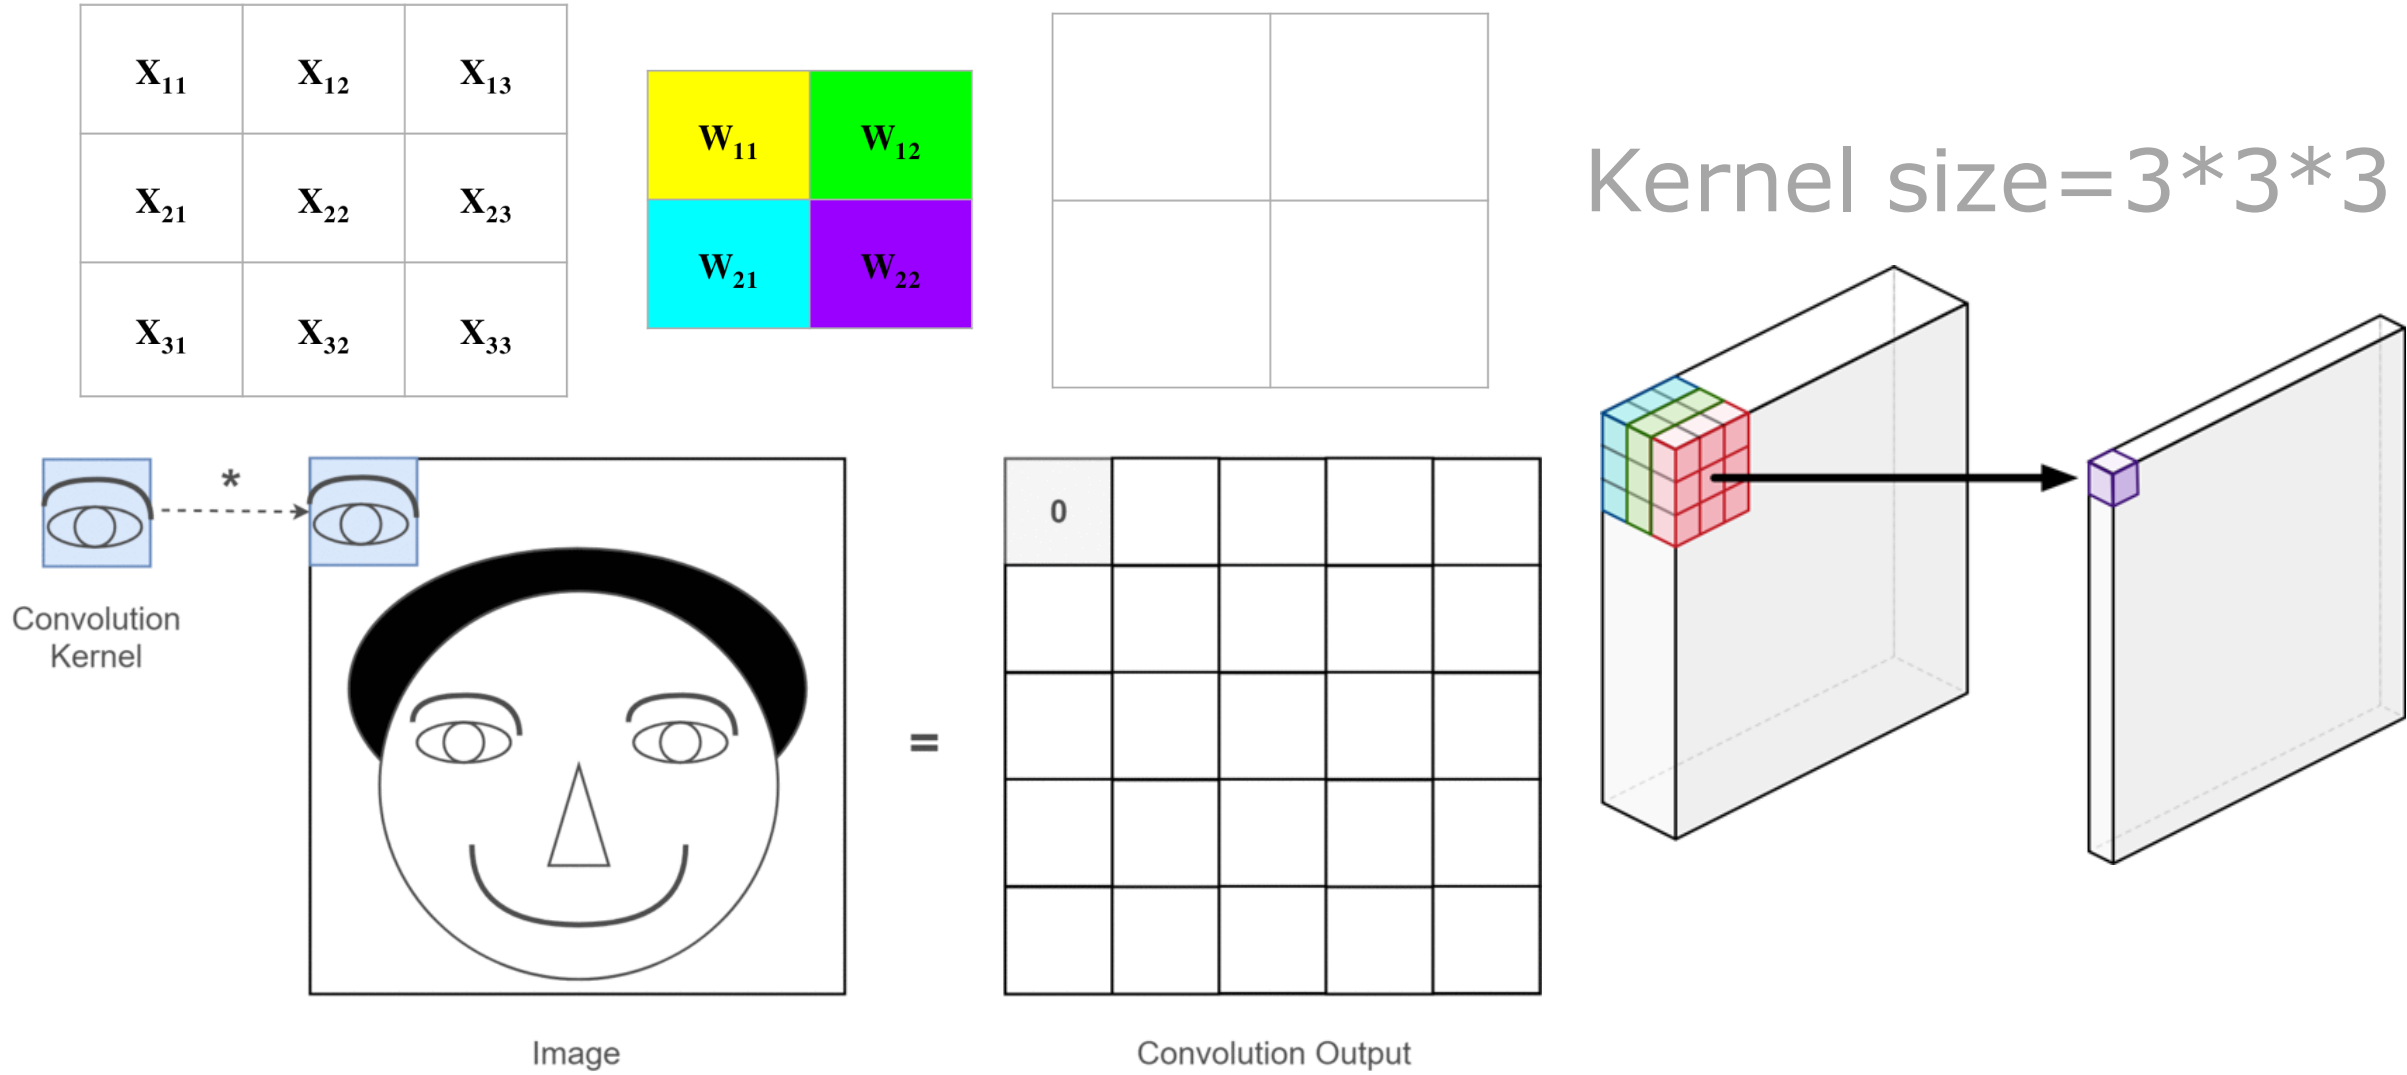 X₁₁ X₁₂ X₁₃
X₂₁ X₂₂ X₂₃
X₃₁ X₃₂ X₃₃
W₁₁ W₁₂
W₂₁ W₂₂
Kernel size=3*3*3
*
Convolution
Kernel
Image
=
0
Convolution Output